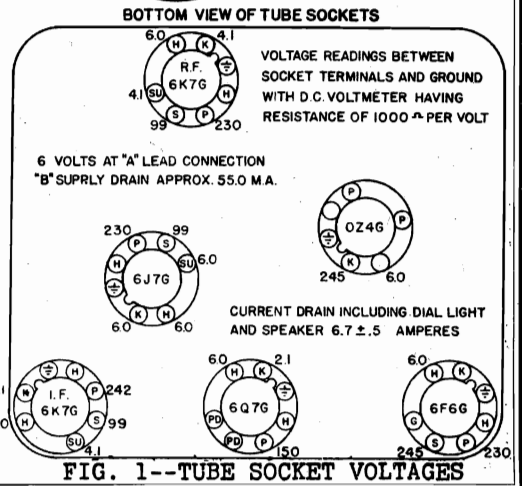 BOTTOM VIEW OF TUBE SOCKETS
6.0 H K 4.1
R.F.
6K7G
4.1 SU H
99 S P 230
VOLTAGE READINGS BETWEEN
SOCKET TERMINALS AND GROUND
WITH D.C. VOLTMETER HAVING
RESISTANCE OF 1000 Ω PER VOLT
6 VOLTS AT "A" LEAD CONNECTION
"B" SUPPLY DRAIN APPROX. 55.0 M.A.
P
P
OZ4G
245 K 6.0
230 P S 99
H SU 6.0
6J7G
6.0 K H 6.0
CURRENT DRAIN INCLUDING DIAL LIGHT
AND SPEAKER 6.7 ±.5 AMPERES
H
P 242
I.F.
6K7G
H S 99
SU 4.1
6.0 H K 2.1
6Q7G
PD H
PD P 150
6.0 H K
6F6G
G H
245 S P 230
FIG. 1--TUBE SOCKET VOLTAGES